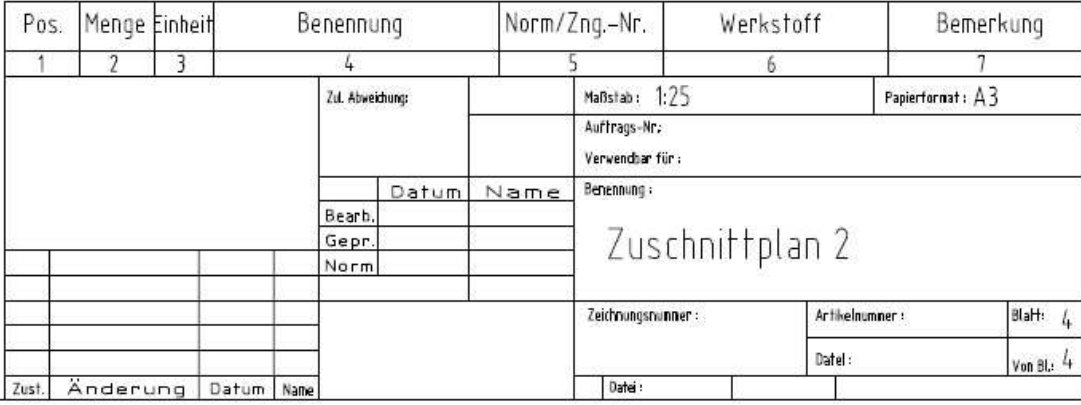 Pos. Menge Einheit Benennung Norm/Zng.-Nr. Werkstoff Bemerkung
1 2 3 4 5 6 7
Zul. Abweichung: Maßstab: 1:25 Papierformat: A3
Auftrags-Nr.:
Verwendbar für:
Datum Name Benennung:
Bearb.
Gepr.
Zuschnittplan 2
Norm
Zeichnungsnummer: Artikelnummer: Blatt: 4
Datei: Von Bl.: 4
Zust. Änderung Datum Name Datei: